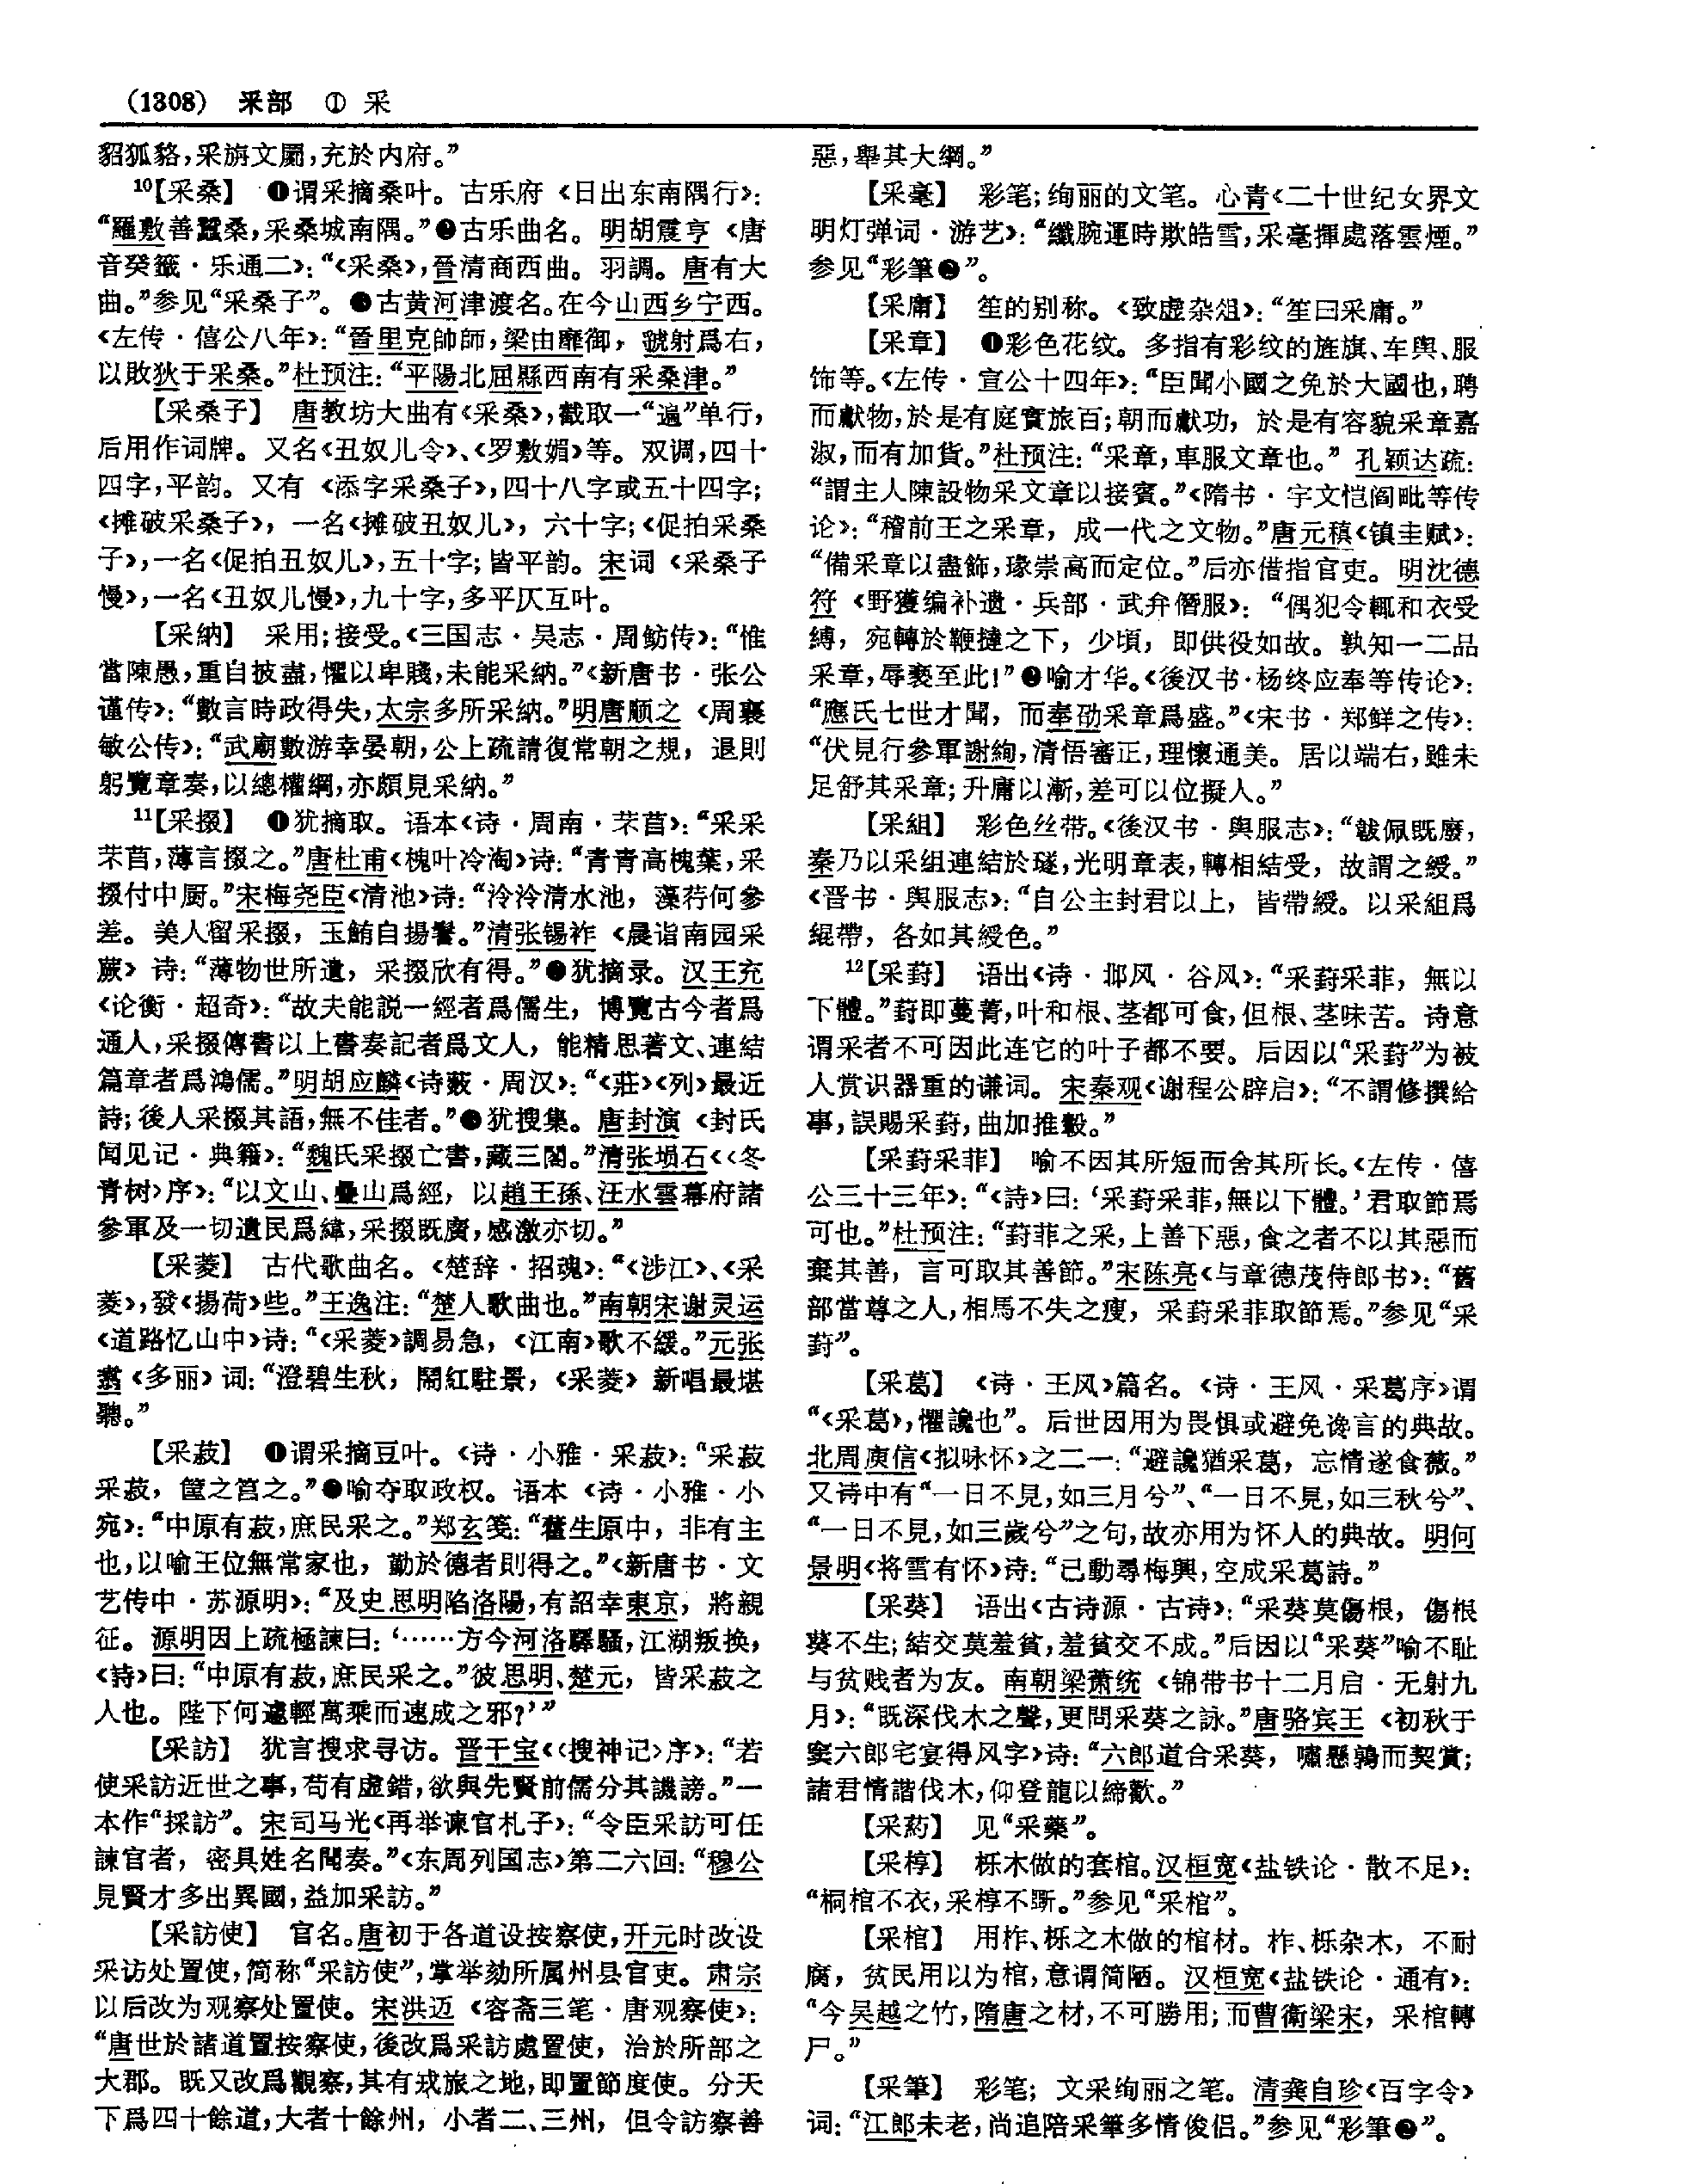 (1308) 采部 ① 采
貂狐貉,采旃文罽,充於内府。”
10【采桑】 ❶谓采摘桑叶。古乐府《日出东南隅行》:
“羅敷善蠶桑,采桑城南隅。”❷古乐曲名。明胡震亨《唐
音癸籤·乐通二》:“《采桑》,晉清商西曲。羽調。唐有大
曲。”参见“采桑子”。❸古黄河津渡名。在今山西乡宁西。
《左传·僖公八年》:“晉里克帥師,梁由靡御,虢射爲右,
以敗狄于采桑。”杜预注:“平陽北屈縣西南有采桑津。”
【采桑子】 唐教坊大曲有《采桑》,截取一“遍”单行,
后用作词牌。又名《丑奴儿令》、《罗敷媚》等。双调,四十
四字,平韵。又有《添字采桑子》,四十八字或五十四字;
《摊破采桑子》,一名《摊破丑奴儿》,六十字;《促拍采桑
子》,一名《促拍丑奴儿》,五十字;皆平韵。宋词《采桑子
慢》,一名《丑奴儿慢》,九十字,多平仄互叶。
【采纳】 采用;接受。《三国志·吴志·周鲂传》:“惟
當陳愚,重自披盡,懼以卑賤,未能采納。”《新唐书·张公
谨传》:“數言時政得失,太宗多所采納。”明唐顺之《周襄
敏公传》:“武廟數游幸晏朝,公上疏請復常朝之規,退則
躬覽章奏,以總權綱,亦頗見采納。”
11【采掇】 ❶犹摘取。语本《诗·周南·芣苢》:“采采
芣苢,薄言掇之。”唐杜甫《槐叶冷淘》诗:“青青高槐葉,采
掇付中厨。”宋梅尧臣《清池》诗:“泠泠清水池,藻荇何參
差。美人留采掇,玉鮪自揚鬐。”清张锡祚《晨诣南园采
蕨》诗:“薄物世所遺,采掇欣有得。”❷犹摘录。汉王充
《论衡·超奇》:“故夫能説一經者爲儒生,博覽古今者爲
通人,采掇傳書以上書奏記者爲文人,能精思著文、連結
篇章者爲鴻儒。”明胡应麟《诗薮·周汉》:“《莊》《列》最近
詩;後人采掇其語,無不佳者。”❸犹搜集。唐封演《封氏
闻见记·典籍》:“魏氏采掇亡書,藏三閣。”清张埙石《〈冬
青树〉序》:“以文山、疊山爲經,以趙王孫、汪水雲幕府諸
參軍及一切遺民爲緯,采掇既廣,感激亦切。”
【采菱】 古代歌曲名。《楚辞·招魂》:“《涉江》、《采
菱》,發《揚荷》些。”王逸注:“楚人歌曲也。”南朝宋谢灵运
《道路忆山中》诗:“《采菱》調易急,《江南》歌不緩。”元张
翥《多丽》词:“澄碧生秋,鬧紅駐景,《采菱》新唱最堪
聽。”
【采菽】 ❶谓采摘豆叶。《诗·小雅·采菽》:“采菽
采菽,筐之筥之。”❷喻夺取政权。语本《诗·小雅·小
宛》:“中原有菽,庶民采之。”郑玄笺:“藿生原中,非有主
也,以喻王位無常家也,勤於德者則得之。”《新唐书·文
艺传中·苏源明》:“及史思明陷洛陽,有詔幸東京,將親
征。源明因上疏極諫曰:‘……方今河洛驛騷,江湖叛换,
《詩》曰:“中原有菽,庶民采之。”彼思明、楚元,皆采菽之
人也。陛下何遽輕萬乘而速成之邪?’”
【采訪】 犹言搜求寻访。晋干宝《〈搜神记〉序》:“若
使采訪近世之事,苟有虚錯,欲與先賢前儒分其譏謗。”一
本作“採訪”。宋司马光《再举谏官札子》:“令臣采訪可任
諫官者,密具姓名聞奏。”《东周列国志》第二六回:“穆公
見賢才多出異國,益加采訪。”
【采訪使】 官名。唐初于各道设按察使,开元时改设
采访处置使,简称“采訪使”,掌举劾所属州县官吏。肃宗
以后改为观察处置使。宋洪迈《容斋三笔·唐观察使》:
“唐世於諸道置按察使,後改爲采訪處置使,治於所部之
大郡。既又改爲觀察,其有戎旅之地,即置節度使。分天
下爲四十餘道,大者十餘州,小者二、三州,但令訪察善
惡,舉其大綱。”
【采毫】 彩笔;绚丽的文笔。心青《二十世纪女界文
明灯弹词·游艺》:“纖腕運時欺皓雪,采毫揮處落雲煙。”
参见“彩筆❷”。
【采庸】 笙的别称。《致虚杂俎》:“笙曰采庸。”
【采章】 ❶彩色花纹。多指有彩纹的旌旗、车舆、服
饰等。《左传·宣公十四年》:“臣聞小國之免於大國也,聘
而獻物,於是有庭實旅百;朝而獻功,於是有容貌采章嘉
淑,而有加貨。”杜预注:“采章,車服文章也。”孔颖达疏:
“謂主人陳設物采文章以接賓。”《隋书·宇文恺阎毗等传
论》:“稽前王之采章,成一代之文物。”唐元稹《镇圭赋》:
“備采章以盡飾,瑑崇高而定位。”后亦借指官吏。明沈德
符《野獲编补遗·兵部·武弁僭服》:“偶犯令輒和衣受
縛,宛轉於鞭撻之下,少頃,即供役如故。孰知一二品
采章,辱褻至此!”❷喻才华。《後汉书·杨终应奉等传论》:
“應氏七世才聞,而奉劭采章爲盛。”《宋书·郑鲜之传》:
“伏見行參軍謝絢,清悟審正,理懷通美。居以端右,雖未
足舒其采章;升庸以漸,差可以位擬人。”
【采組】 彩色丝带。《後汉书·舆服志》:“韍佩既廢,
秦乃以采组連結於璲,光明章表,轉相結受,故謂之綬。”
《晋书·舆服志》:“自公主封君以上,皆帶綬。以采組爲
緄帶,各如其綬色。”
12【采葑】 语出《诗·邶风·谷风》:“采葑采菲,無以
下體。”葑即蔓菁,叶和根、茎都可食,但根、茎味苦。诗意
谓采者不可因此连它的叶子都不要。后因以“采葑”为被
人赏识器重的谦词。宋秦观《谢程公辟启》:“不謂修撰給
事,誤賜采葑,曲加推轂。”
【采葑采菲】 喻不因其所短而舍其所长。《左传·僖
公三十三年》:“《詩》曰:‘采葑采菲,無以下體。’君取節焉
可也。”杜预注:“葑菲之采,上善下惡,食之者不以其惡而
棄其善,言可取其善節。”宋陈亮《与章德茂侍郎书》:“舊
部當尊之人,相馬不失之瘦,采葑采菲取節焉。”参见“采
葑”。
【采葛】 《诗·王风》篇名。《诗·王风·采葛序》谓
“《采葛》,懼讒也”。后世因用为畏惧或避免谗言的典故。
北周庾信《拟咏怀》之二一:“避讒猶采葛,忘情遂食薇。”
又诗中有“一日不見,如三月兮”、“一日不見,如三秋兮”、
“一日不見,如三歲兮”之句,故亦用为怀人的典故。明何
景明《将雪有怀》诗:“已動尋梅興,空成采葛詩。”
【采葵】 语出《古诗源·古诗》:“采葵莫傷根,傷根
葵不生;結交莫羞貧,羞貧交不成。”后因以“采葵”喻不耻
与贫贱者为友。南朝梁萧统《锦带书十二月启·无射九
月》:“既深伐木之聲,更問采葵之詠。”唐骆宾王《初秋于
窦六郎宅宴得风字》诗:“六郎道合采葵,嘯懸鶉而契賞;
諸君情諧伐木,仰登龍以締歡。”
【采葯】 见“采藥”。
【采椁】 栎木做的套棺。汉桓宽《盐铁论·散不足》:
“桐棺不衣,采椁不斲。”参见“采棺”。
【采棺】 用柞、栎之木做的棺材。柞、栎杂木,不耐
腐,贫民用以为棺,意谓简陋。汉桓宽《盐铁论·通有》:
“今吴越之竹,隋唐之材,不可勝用;而曹衛梁宋,采棺轉
尸。”
【采筆】 彩笔;文采绚丽之笔。清龚自珍《百字令》
词:“江郎未老,尚追陪采筆多情俊侣。”参见“彩筆❷”。